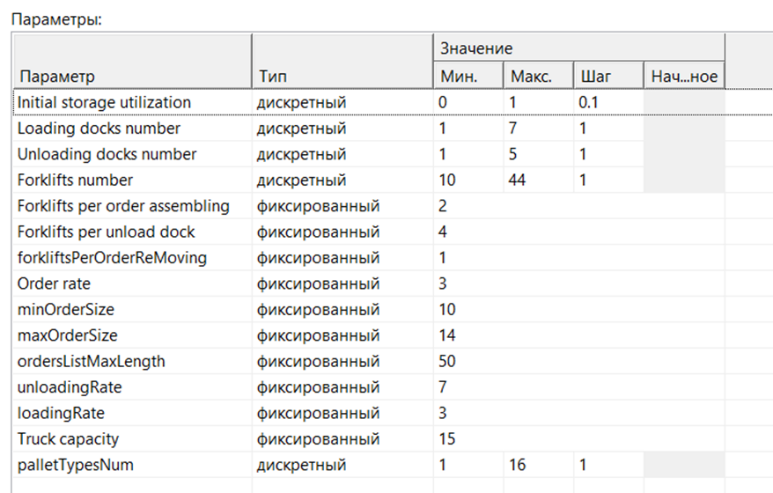 Параметры:
Значение
Параметр Тип Мин. Макс. Шаг Нач...ное
Initial storage utilization дискретный 0 1 0.1
Loading docks number дискретный 1 7 1
Unloading docks number дискретный 1 5 1
Forklifts number дискретный 10 44 1
Forklifts per order assembling фиксированный 2
Forklifts per unload dock фиксированный 4
forkliftsPerOrderReMoving фиксированный 1
Order rate фиксированный 3
minOrderSize фиксированный 10
maxOrderSize фиксированный 14
ordersListMaxLength фиксированный 50
unloadingRate фиксированный 7
loadingRate фиксированный 3
Truck capacity фиксированный 15
palletTypesNum дискретный 1 16 1